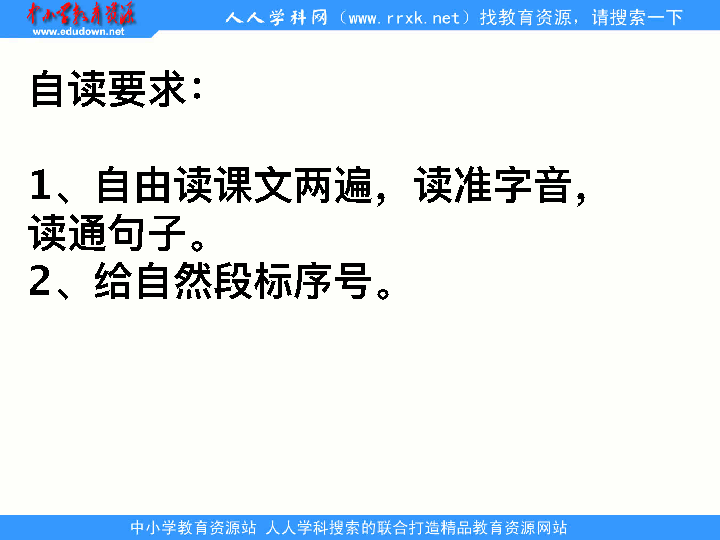 中小学教育资源
www.edudown.net
人人学科网（www.rrxk.net）找教育资源，请搜索一下
自读要求：
1、自由读课文两遍，读准字音，
读通句子。
2、给自然段标序号。
中小学教育资源站 人人学科搜索的联合打造精品教育资源网站